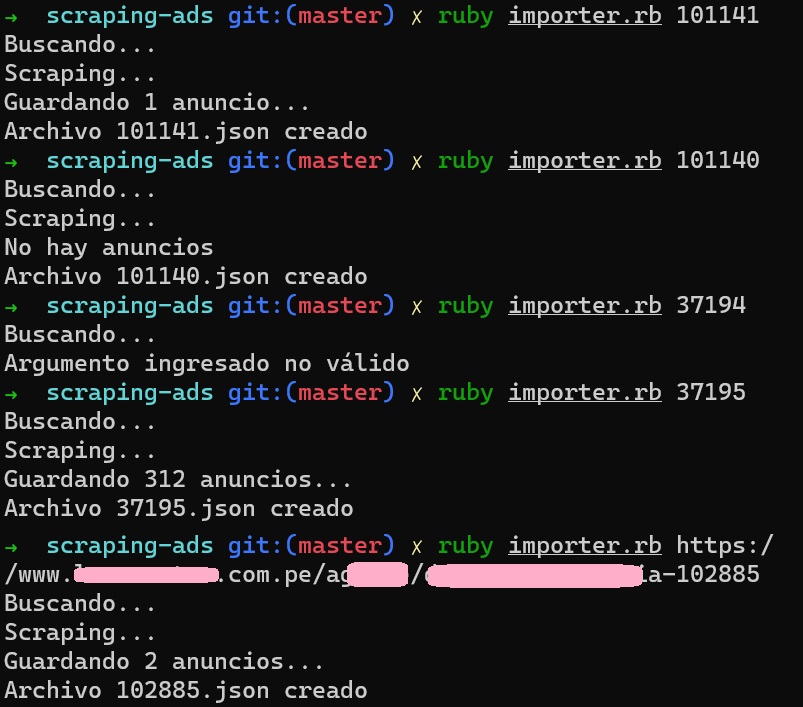 → scraping-ads git:(master) ✗ ruby importer.rb 101141
Buscando...
Scraping...
Guardando 1 anuncio...
Archivo 101141.json creado
→ scraping-ads git:(master) ✗ ruby importer.rb 101140
Buscando...
Scraping...
No hay anuncios
Archivo 101140.json creado
→ scraping-ads git:(master) ✗ ruby importer.rb 37194
Buscando...
Argumento ingresado no válido
→ scraping-ads git:(master) ✗ ruby importer.rb 37195
Buscando...
Scraping...
Guardando 312 anuncios...
Archivo 37195.json creado
→ scraping-ads git:(master) ✗ ruby importer.rb https:/
/www. .com.pe/ag / ia-102885
Buscando...
Scraping...
Guardando 2 anuncios...
Archivo 102885.json creado